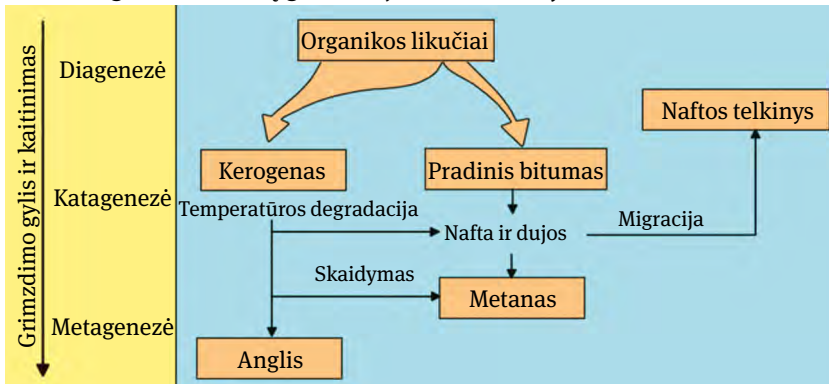 Grimzdimo gylis ir kaitinimas
Diagenezė
Katagenezė
Metagenezė
Organikos likučiai
Naftos telkinys
Kerogenas
Pradinis bitumas
Temperatūros degradacija
Nafta ir dujos
Migracija
Skaidymas
Metanas
Anglis